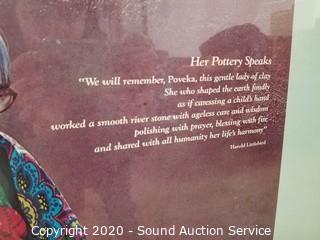 Her Pottery Speaks
"We will remember, Poveka, this gentle lady of clay
She who shaped the earth fondly
as if caressing a child's hand
worked a smooth river stone with ageless care and wisdom
polishing with prayer, blessing with fire
and shared with all humanity her life's harmony"
Harold Littlebird
Copyright 2020 - Sound Auction Service